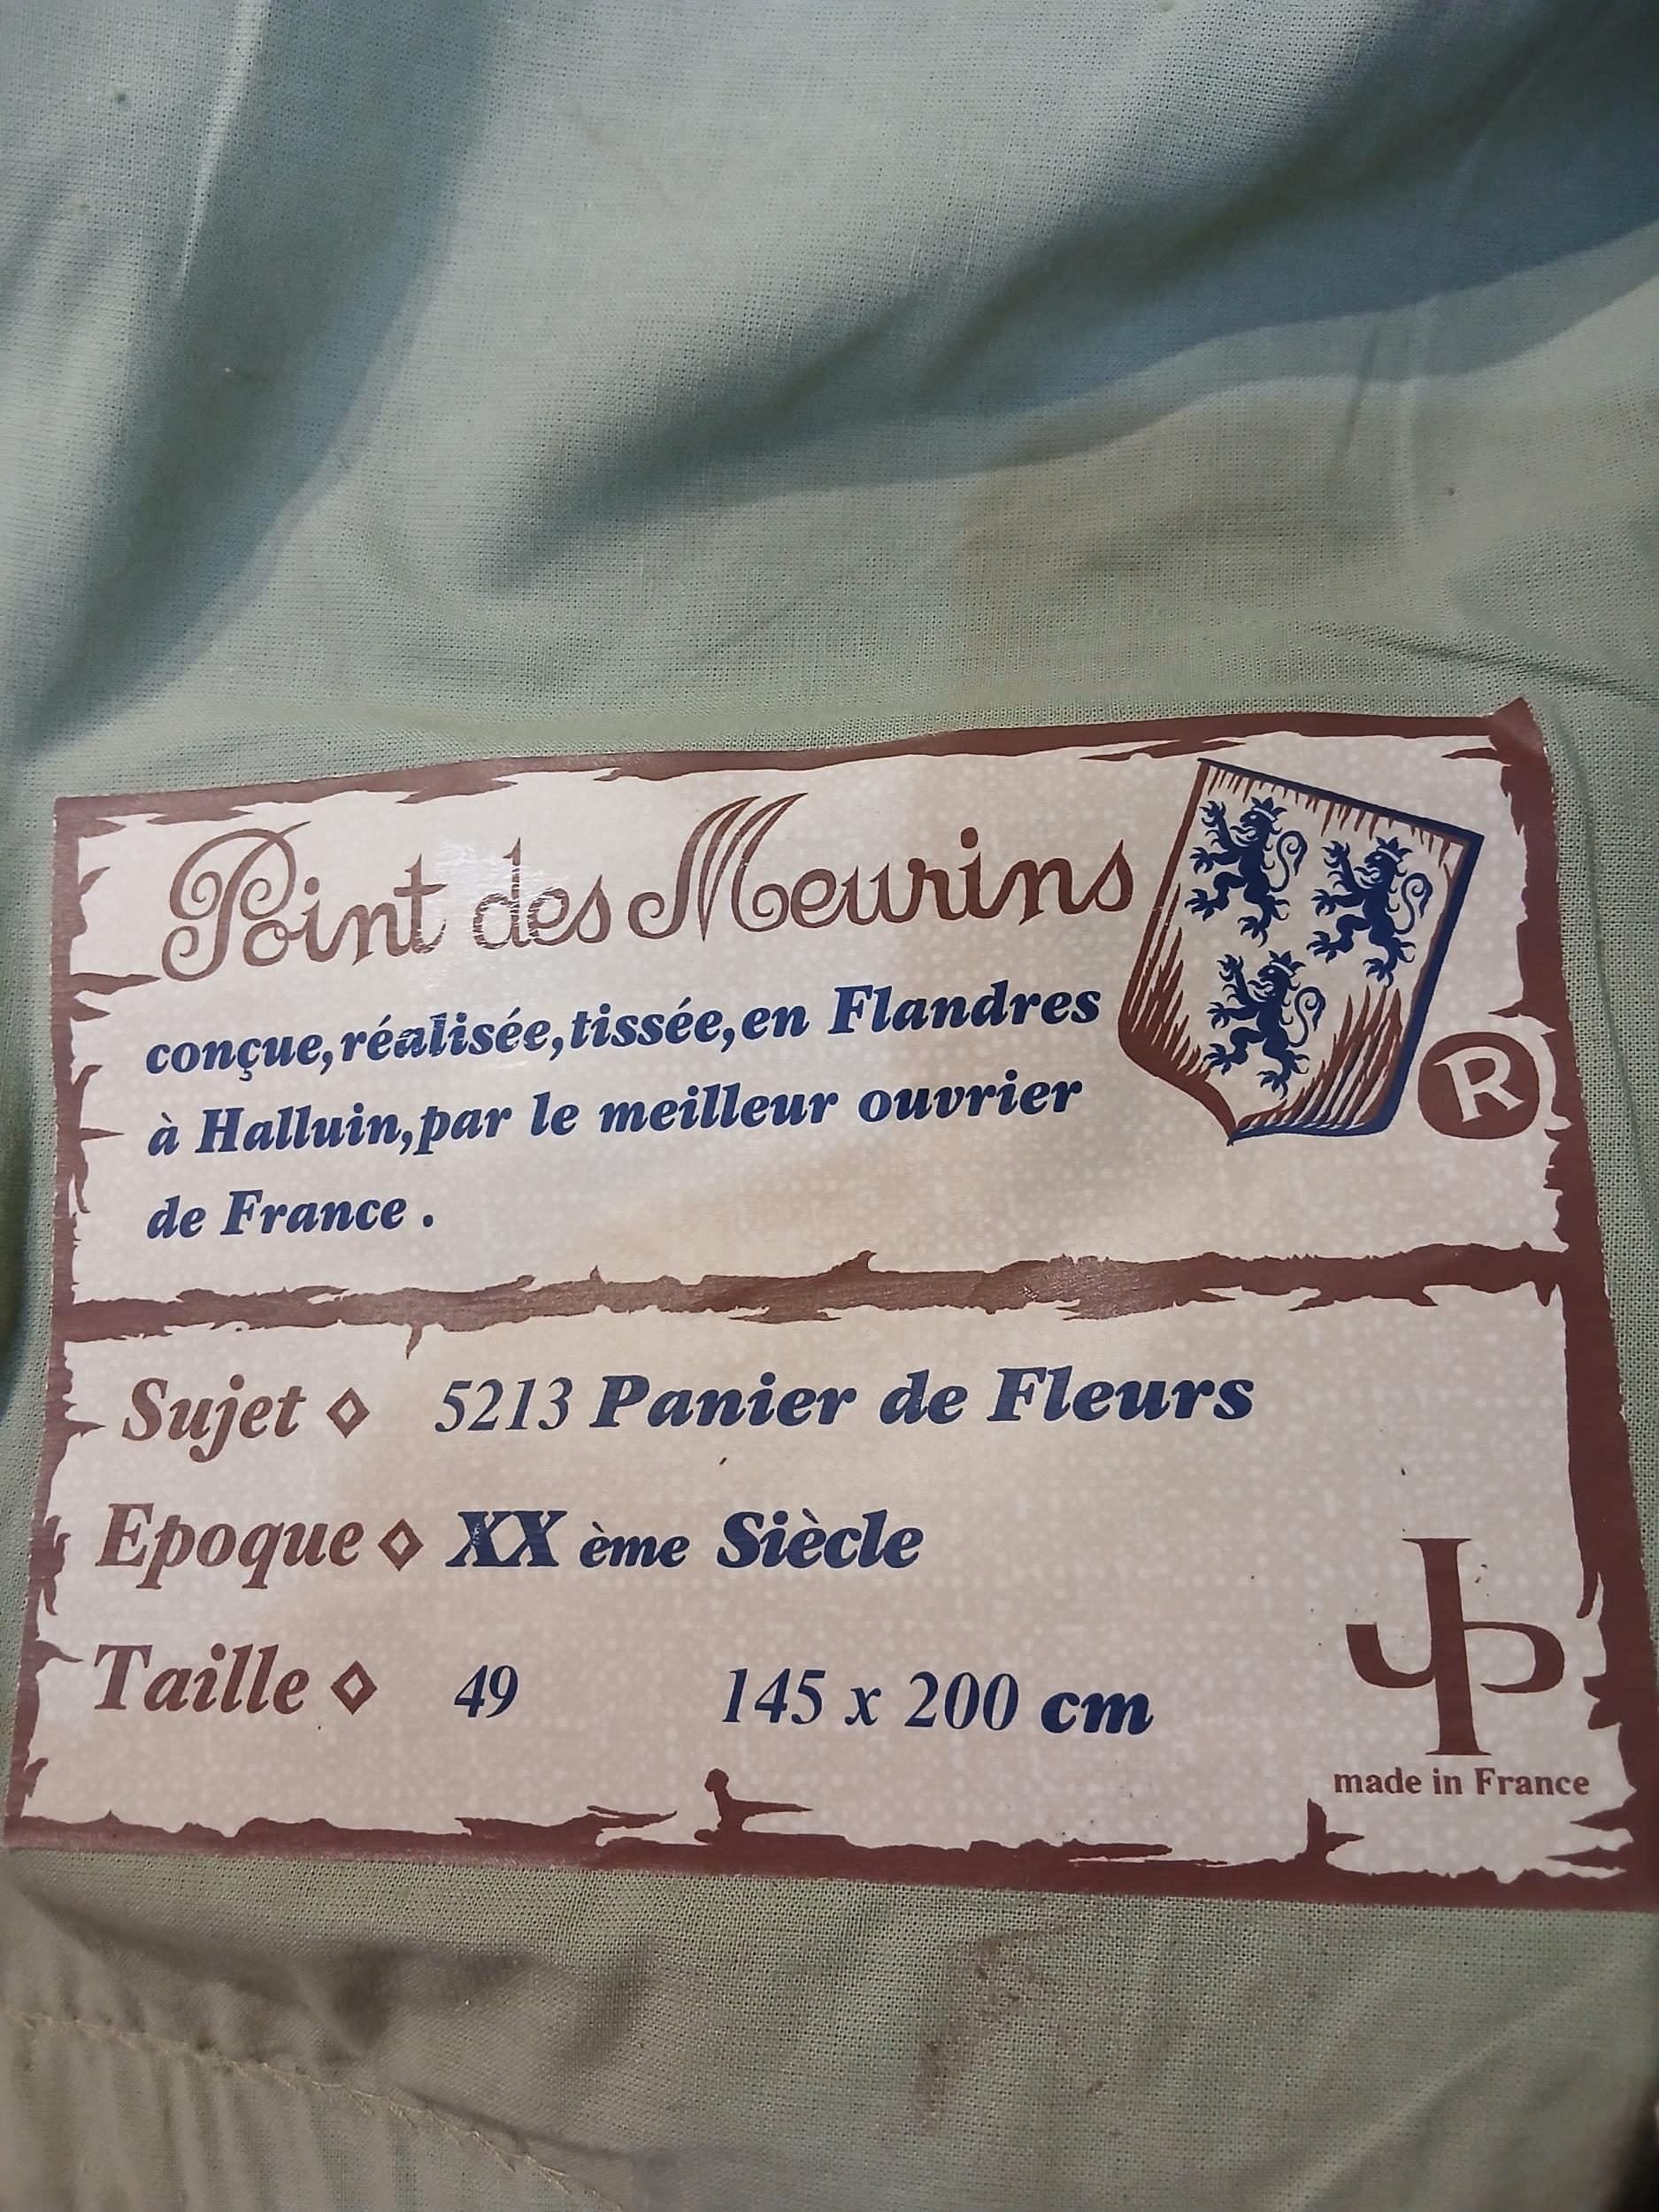 Point des Meurins
conçue,réalisée,tissée,en Flandres
à Halluin,par le meilleur ouvrier
de France .
R
Sujet ◊ 5213 Panier de Fleurs
Epoque ◊ XX ème Siècle
Taille ◊ 49 145 x 200 cm
JP
made in France